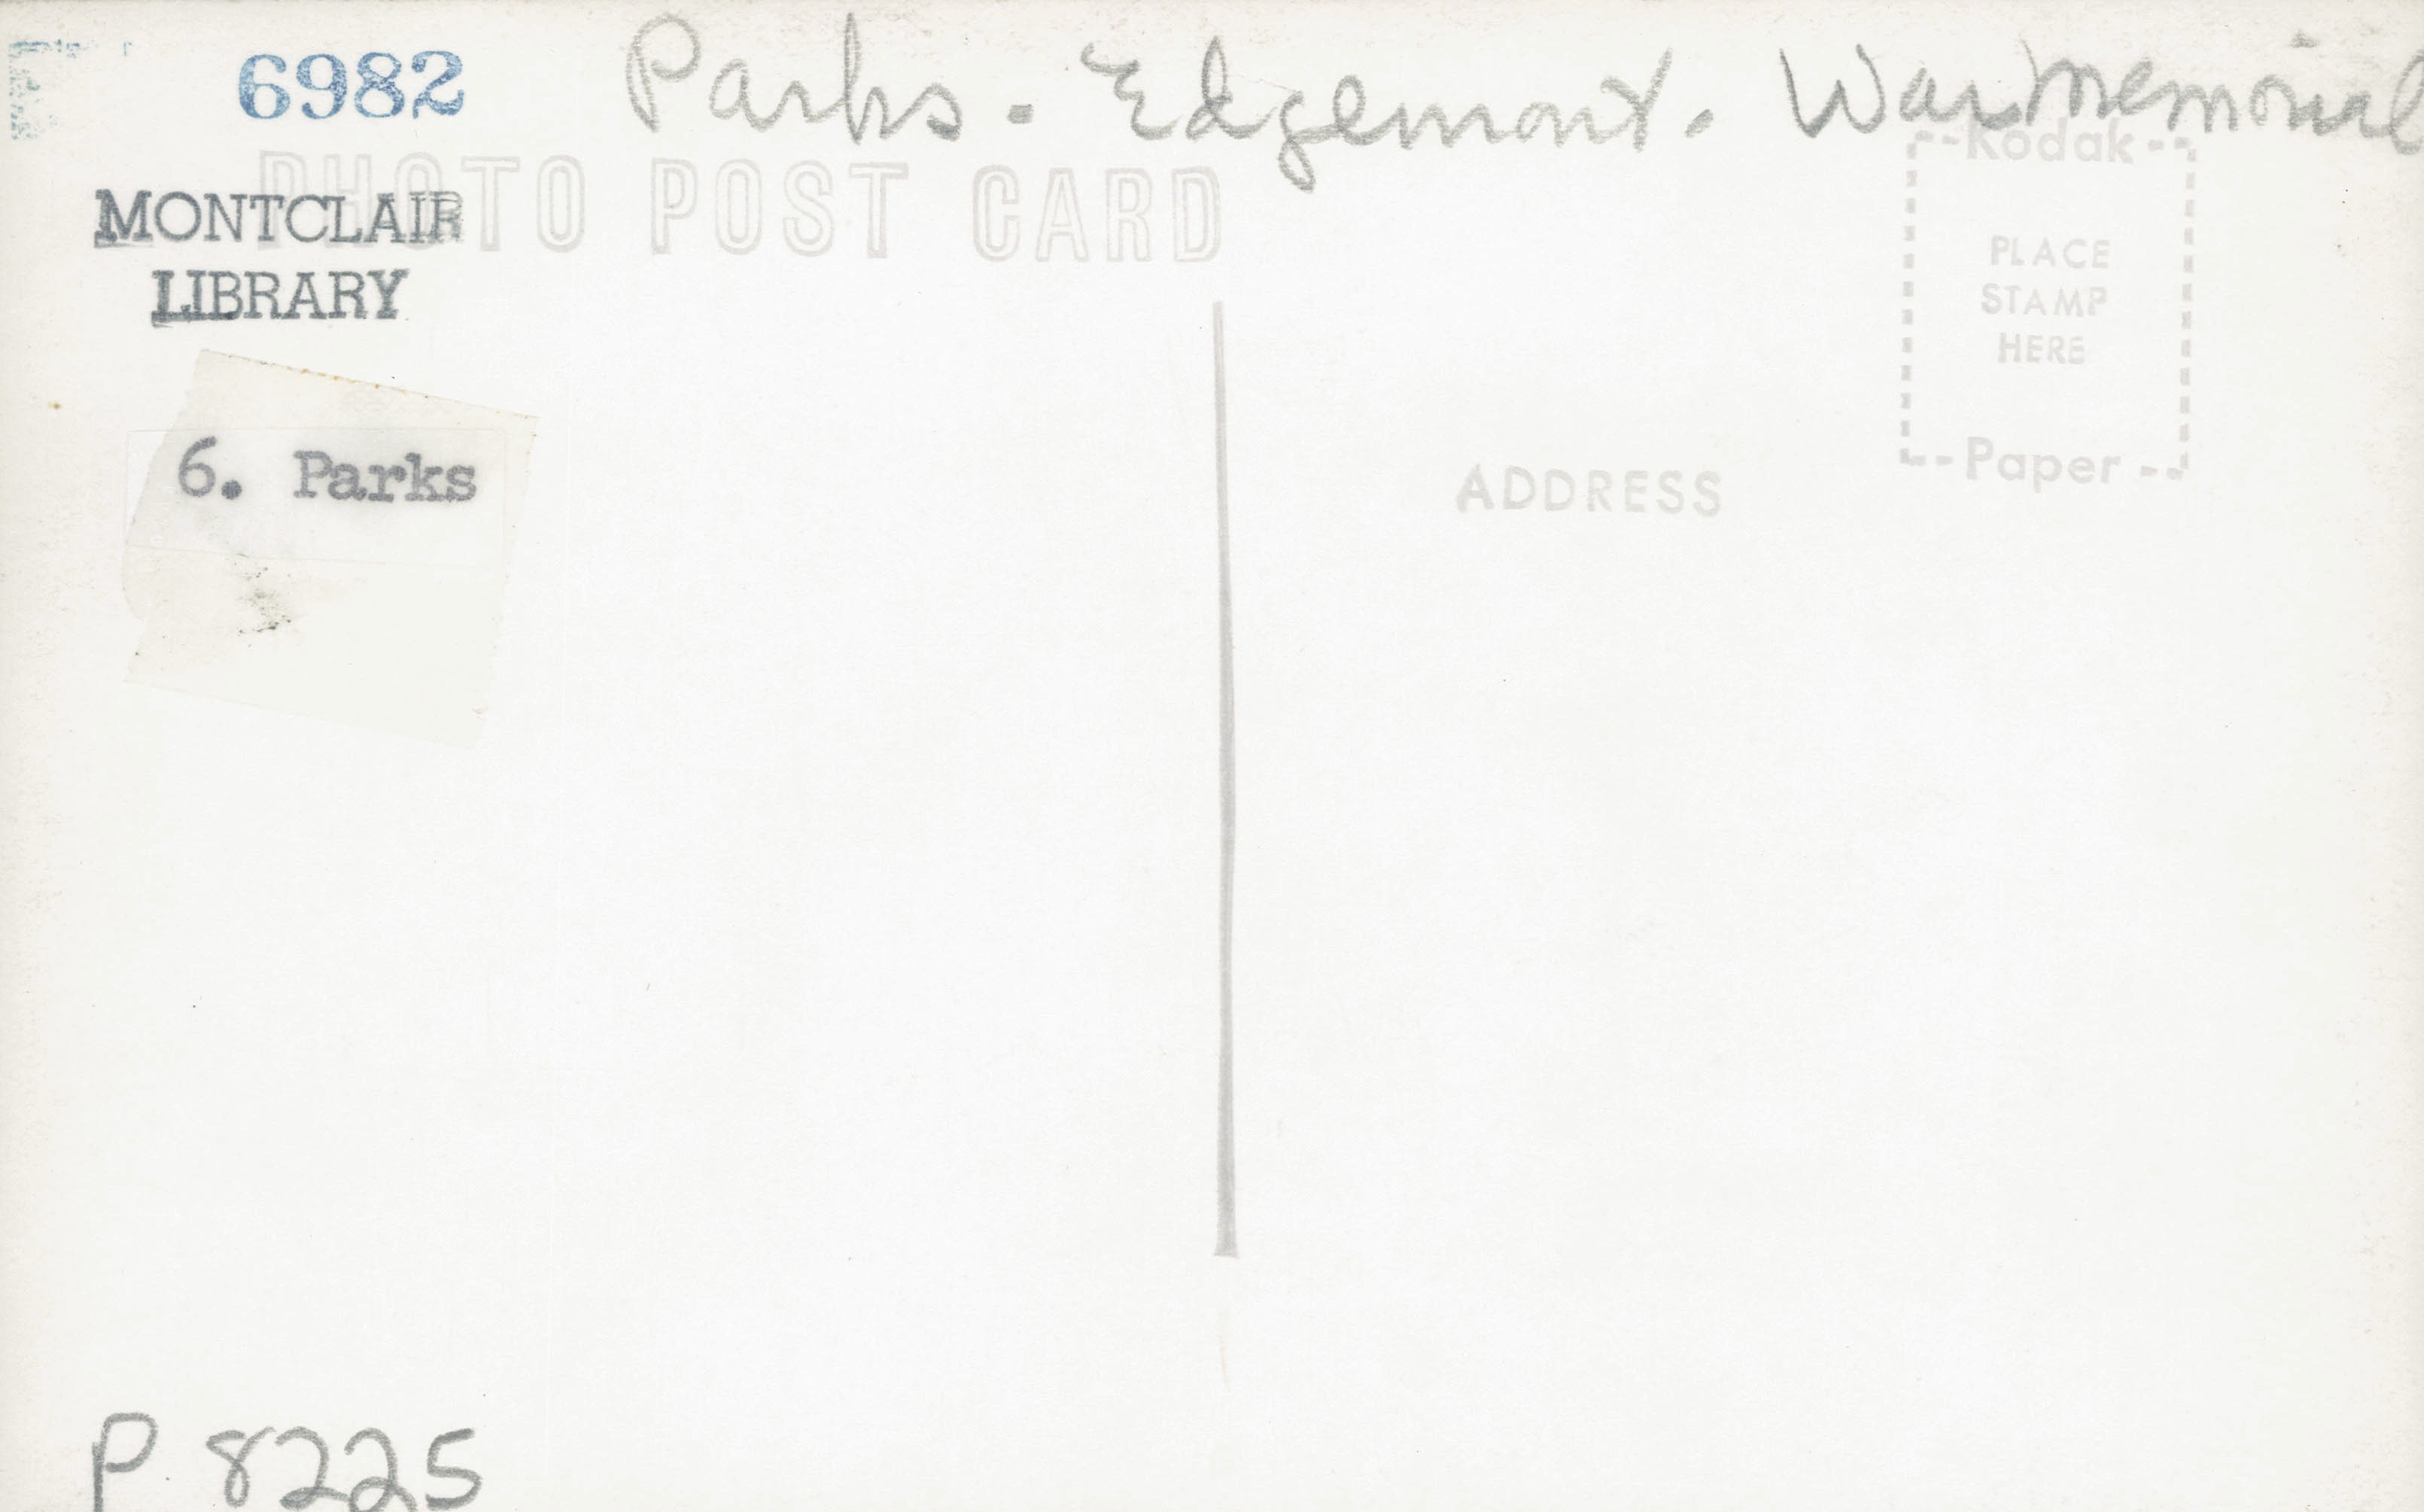 6982 Parks. Edgemont. War Memorial
PHOTO POST CARD
MONTCLAIR
LIBRARY
Kodak
PLACE
STAMP
HERE
Paper
6. Parks
ADDRESS
P 8225